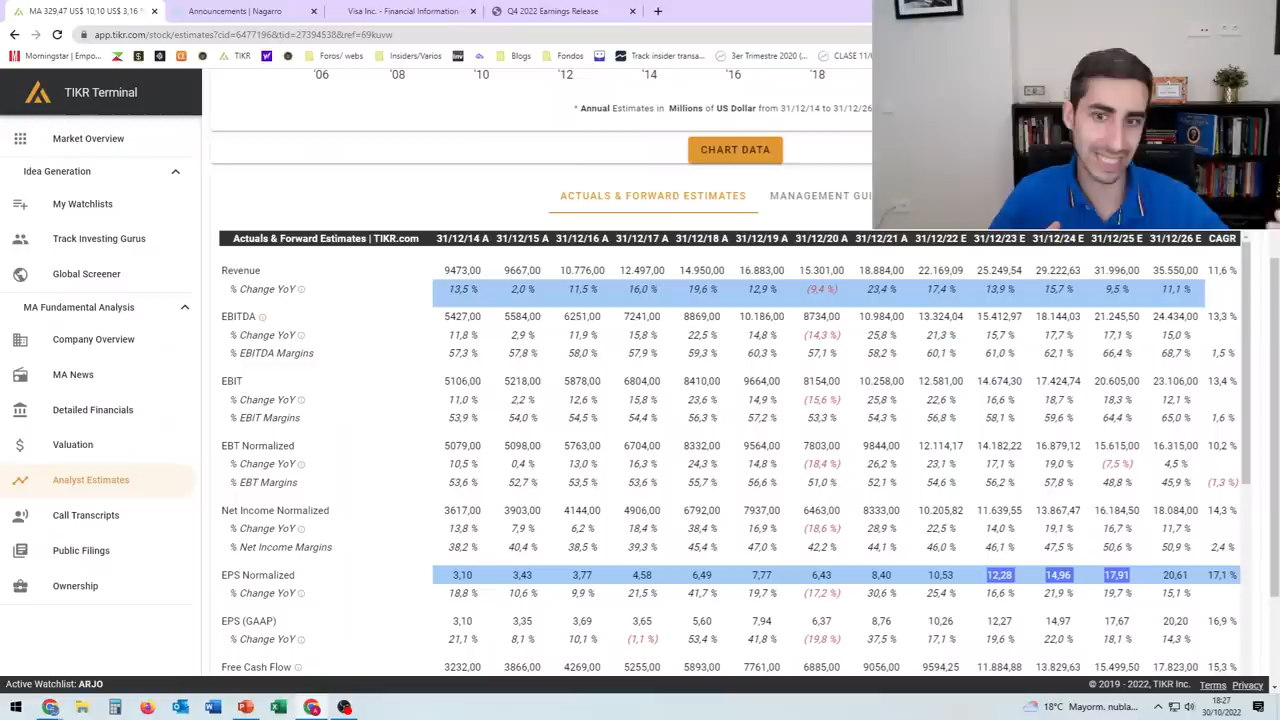 MA 329,47 US$ 10,10 US$ 3,16
Announcements | Nagarro
Visa Inc. - Financial Information
Q4 2022 Earnings Release
app.tikr.com/stock/estimates?cid=6477196&tid=27394538&ref=69kuvw
Morningstar - Empo... TIKR Foros/ webs Insiders/Varios Blogs Fondos Track insider transa... 3er Trimestre 2020 (... CLASE 11/
TIKR Terminal
Market Overview
Idea Generation
My Watchlists
Track Investing Gurus
Global Screener
MA Fundamental Analysis
Company Overview
MA News
Detailed Financials
Valuation
Analyst Estimates
Call Transcripts
Public Filings
Ownership
'06 '08 '10 '12 '14 '16 '18
* Annual Estimates in Millions of US Dollar from 31/12/14 to 31/12/26
CHART DATA
ACTUALS & FORWARD ESTIMATES MANAGEMENT GUI
Actuals & Forward Estimates | TIKR.com 31/12/14 A 31/12/15 A 31/12/16 A 31/12/17 A 31/12/18 A 31/12/19 A 31/12/20 A 31/12/21 A 31/12/22 E 31/12/23 E 31/12/24 E 31/12/25 E 31/12/26 E CAGR
Revenue 9473,00 9667,00 10.776,00 12.497,00 14.950,00 16.883,00 15.301,00 18.884,00 22.169,09 25.249,54 29.222,63 31.996,00 35.550,00 11,6 %
% Change YoY 13,5 % 2,0 % 11,5 % 16,0 % 19,6 % 12,9 % (9,4 %) 23,4 % 17,4 % 13,9 % 15,7 % 9,5 % 11,1 %
EBITDA 5427,00 5584,00 6251,00 7241,00 8869,00 10.186,00 8734,00 10.984,00 13.324,04 15.412,97 18.144,03 21.245,50 24.434,00 13,3 %
% Change YoY 11,8 % 2,9 % 11,9 % 15,8 % 22,5 % 14,8 % (14,3 %) 25,8 % 21,3 % 15,7 % 17,7 % 17,1 % 15,0 %
% EBITDA Margins 57,3 % 57,8 % 58,0 % 57,9 % 59,3 % 60,3 % 57,1 % 58,2 % 60,1 % 61,0 % 62,1 % 66,4 % 68,7 % 1,5 %
EBIT 5106,00 5218,00 5878,00 6804,00 8410,00 9664,00 8154,00 10.258,00 12.581,00 14.674,30 17.424,74 20.605,00 23.106,00 13,4 %
% Change YoY 11,0 % 2,2 % 12,6 % 15,8 % 23,6 % 14,9 % (15,6 %) 25,8 % 22,6 % 16,6 % 18,7 % 18,3 % 12,1 %
% EBIT Margins 53,9 % 54,0 % 54,5 % 54,4 % 56,3 % 57,2 % 53,3 % 54,3 % 56,8 % 58,1 % 59,6 % 64,4 % 65,0 % 1,6 %
EBT Normalized 5079,00 5098,00 5763,00 6704,00 8332,00 9564,00 7803,00 9844,00 12.114,17 14.182,22 16.879,12 15.615,00 16.315,00 10,2 %
% Change YoY 10,5 % 0,4 % 13,0 % 16,3 % 24,3 % 14,8 % (18,4 %) 26,2 % 23,1 % 17,1 % 19,0 % (7,5 %) 4,5 %
% EBT Margins 53,6 % 52,7 % 53,5 % 53,6 % 55,7 % 56,6 % 51,0 % 52,1 % 54,6 % 56,2 % 57,8 % 48,8 % 45,9 % (1,3 %)
Net Income Normalized 3617,00 3903,00 4144,00 4906,00 6792,00 7937,00 6463,00 8333,00 10.205,82 11.639,55 13.867,47 16.184,50 18.084,00 14,3 %
% Change YoY 13,8 % 7,9 % 6,2 % 18,4 % 38,4 % 16,9 % (18,6 %) 28,9 % 22,5 % 14,0 % 19,1 % 16,7 % 11,7 %
% Net Income Margins 38,2 % 40,4 % 38,5 % 39,3 % 45,4 % 47,0 % 42,2 % 44,1 % 46,0 % 46,1 % 47,5 % 50,6 % 50,9 % 2,4 %
EPS Normalized 3,10 3,43 3,77 4,58 6,49 7,77 6,43 8,40 10,53 12,28 14,96 17,91 20,61 17,1 %
% Change YoY 18,8 % 10,6 % 9,9 % 21,5 % 41,7 % 19,7 % (17,2 %) 30,6 % 25,4 % 16,6 % 21,9 % 19,7 % 15,1 %
EPS (GAAP) 3,10 3,35 3,69 3,65 5,60 7,94 6,37 8,76 10,26 12,27 14,97 17,67 20,20 16,9 %
% Change YoY 21,1 % 8,1 % 10,1 % (1,1 %) 53,4 % 41,8 % (19,8 %) 37,5 % 17,1 % 19,6 % 22,0 % 18,1 % 14,3 %
Free Cash Flow 3232,00 3866,00 4269,00 5255,00 5893,00 7761,00 6885,00 9056,00 9594,25 11.884,88 13.829,63 15.499,50 17.823,00 15,3 %
Active Watchlist: ARJO
© 2019 - 2022, TIKR Inc. Terms Privacy
18°C Mayorm. nubla...
18:27
30/10/2022